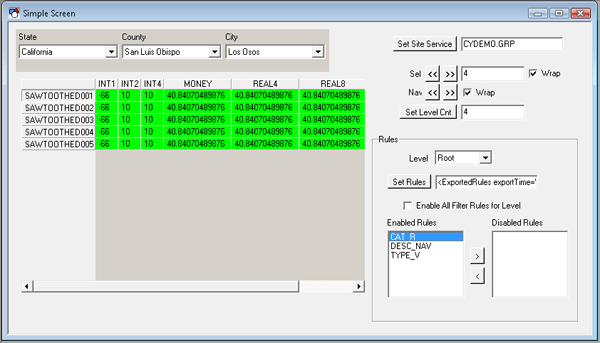 Simple Screen
State County City
California San Luis Obispo Los Osos
Set Site Service CYDEMO.GRP
Sel << >> 4 Wrap
Nav << >> Wrap
Set Level Cnt 4
INT1 INT2 INT4 MONEY REAL4 REAL8
SAWTOOTHED001 -66 10 10 40.84070489876 40.84070489876 40.84070489876
SAWTOOTHED002 -66 10 10 40.84070489876 40.84070489876 40.84070489876
SAWTOOTHED003 -66 10 10 40.84070489876 40.84070489876 40.84070489876
SAWTOOTHED004 -66 10 10 40.84070489876 40.84070489876 40.84070489876
SAWTOOTHED005 -66 10 10 40.84070489876 40.84070489876 40.84070489876
Rules
Level Root
Set Rules <ExportedRules exportTime='
Enable All Filter Rules for Level
Enabled Rules Disabled Rules
CAT_R
DESC_NAV
TYPE_V
>
<